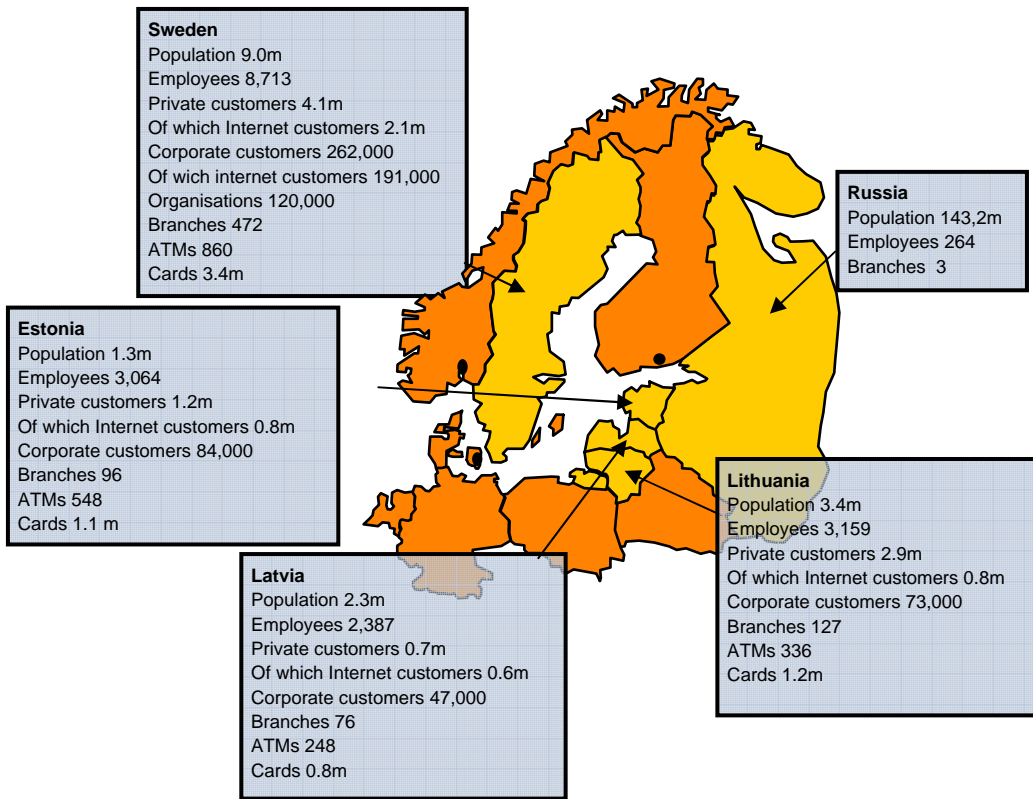 Sweden
Population 9.0m
Employees 8,713
Private customers 4.1m
Of which Internet customers 2.1m
Corporate customers 262,000
Of wich internet customers 191,000
Organisations 120,000
Branches 472
ATMs 860
Cards 3.4m
Russia
Population 143,2m
Employees 264
Branches 3
Estonia
Population 1.3m
Employees 3,064
Private customers 1.2m
Of which Internet customers 0.8m
Corporate customers 84,000
Branches 96
ATMs 548
Cards 1.1 m
Lithuania
Population 3.4m
Employees 3,159
Private customers 2.9m
Of which Internet customers 0.8m
Corporate customers 73,000
Branches 127
ATMs 336
Cards 1.2m
Latvia
Population 2.3m
Employees 2,387
Private customers 0.7m
Of which Internet customers 0.6m
Corporate customers 47,000
Branches 76
ATMs 248
Cards 0.8m